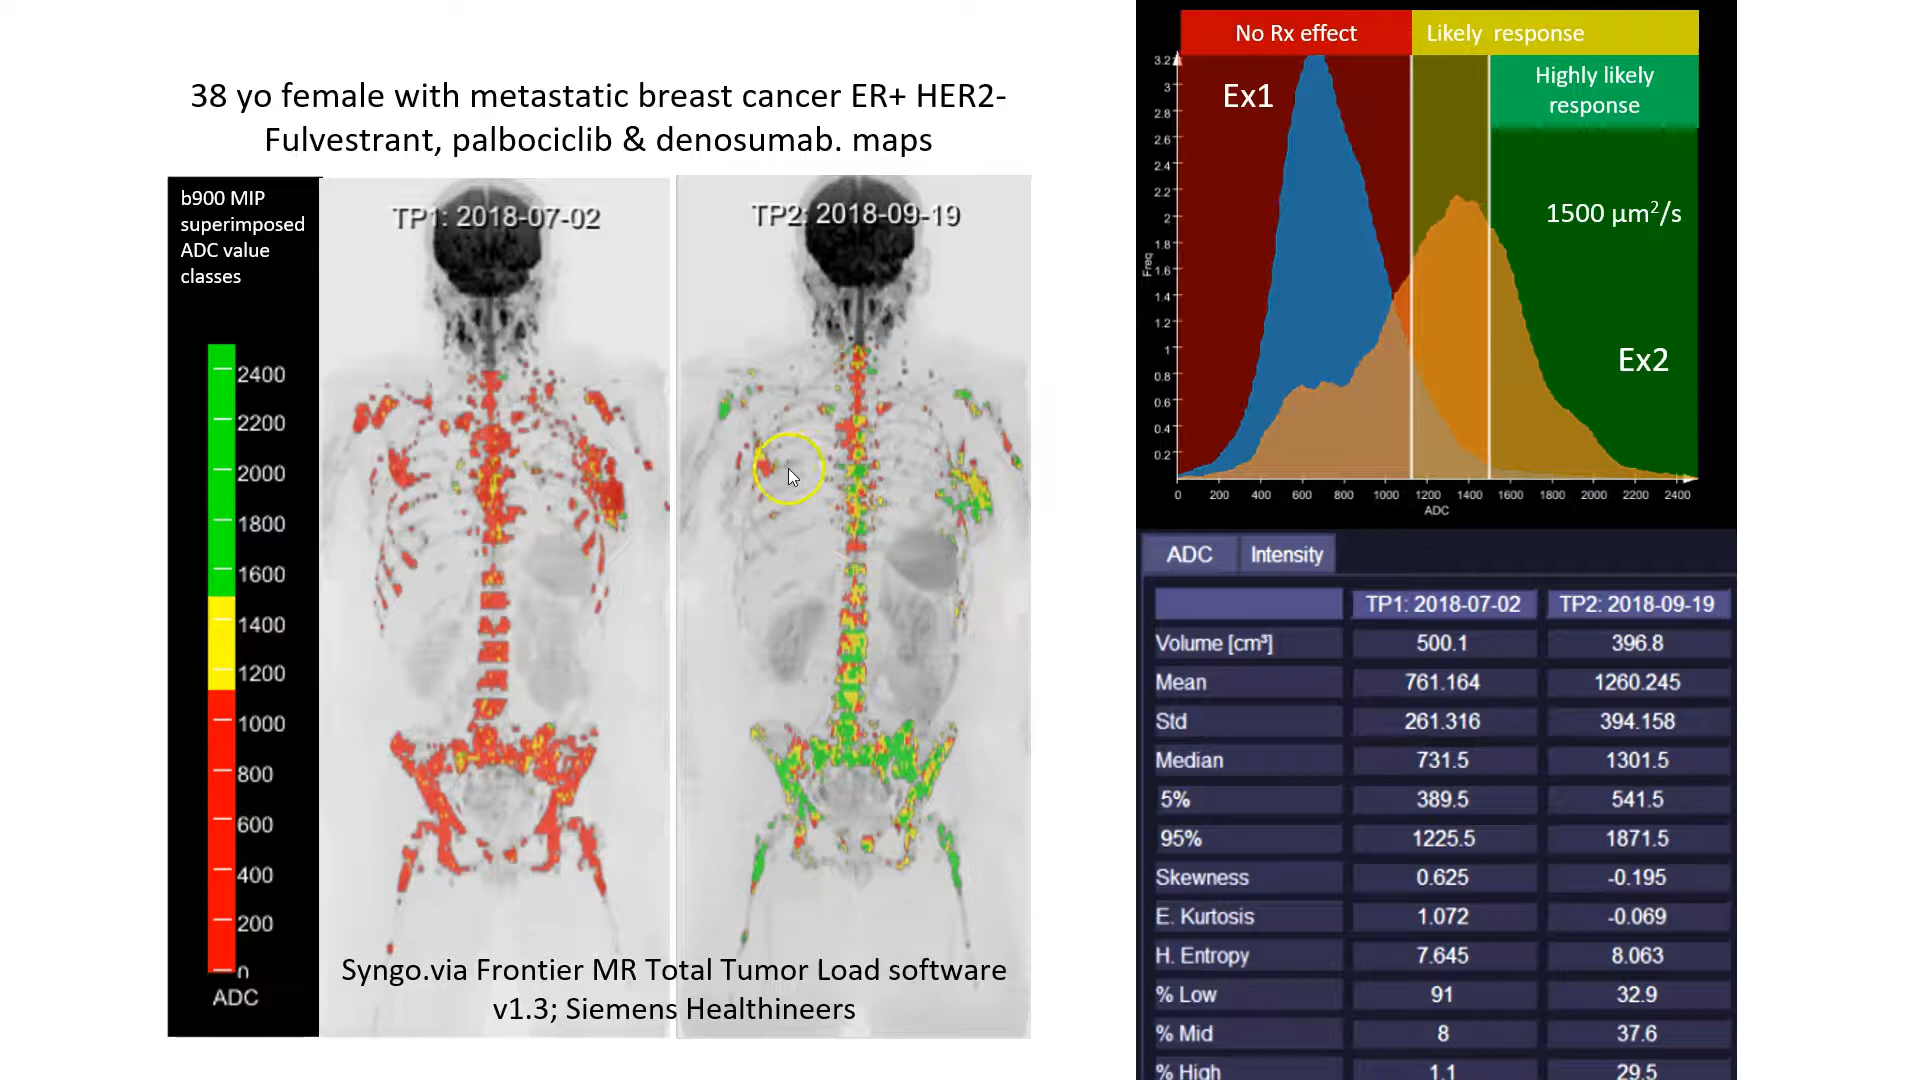 38 yo female with metastatic breast cancer ER+ HER2-
Fulvestrant, palbociclib & denosumab. maps
b900 MIP
superimposed
ADC value
classes
2400
2200
2000
1800
1600
1400
1200
1000
800
600
400
200
0
ADC
TP1: 2018-07-02
TP2: 2018-09-19
Syngo.via Frontier MR Total Tumor Load software
v1.3; Siemens Healthineers
No Rx effect
Likely response
Highly likely
response
Ex1
1500 µm²/s
Ex2
Freq
3.2
3
2.8
2.6
2.4
2.2
2
1.8
1.6
1.4
1.2
1
0.8
0.6
0.4
0.2
0 200 400 600 800 1000 1200 1400 1600 1800 2000 2200 2400
ADC
ADC Intensity
TP1: 2018-07-02 TP2: 2018-09-19
Volume [cm³] 500.1 396.8
Mean 761.164 1260.245
Std 261.316 394.158
Median 731.5 1301.5
5% 389.5 541.5
95% 1225.5 1871.5
Skewness 0.625 -0.195
E. Kurtosis 1.072 -0.069
H. Entropy 7.645 8.063
% Low 91 32.9
% Mid 8 37.6
% High 1.1 29.5